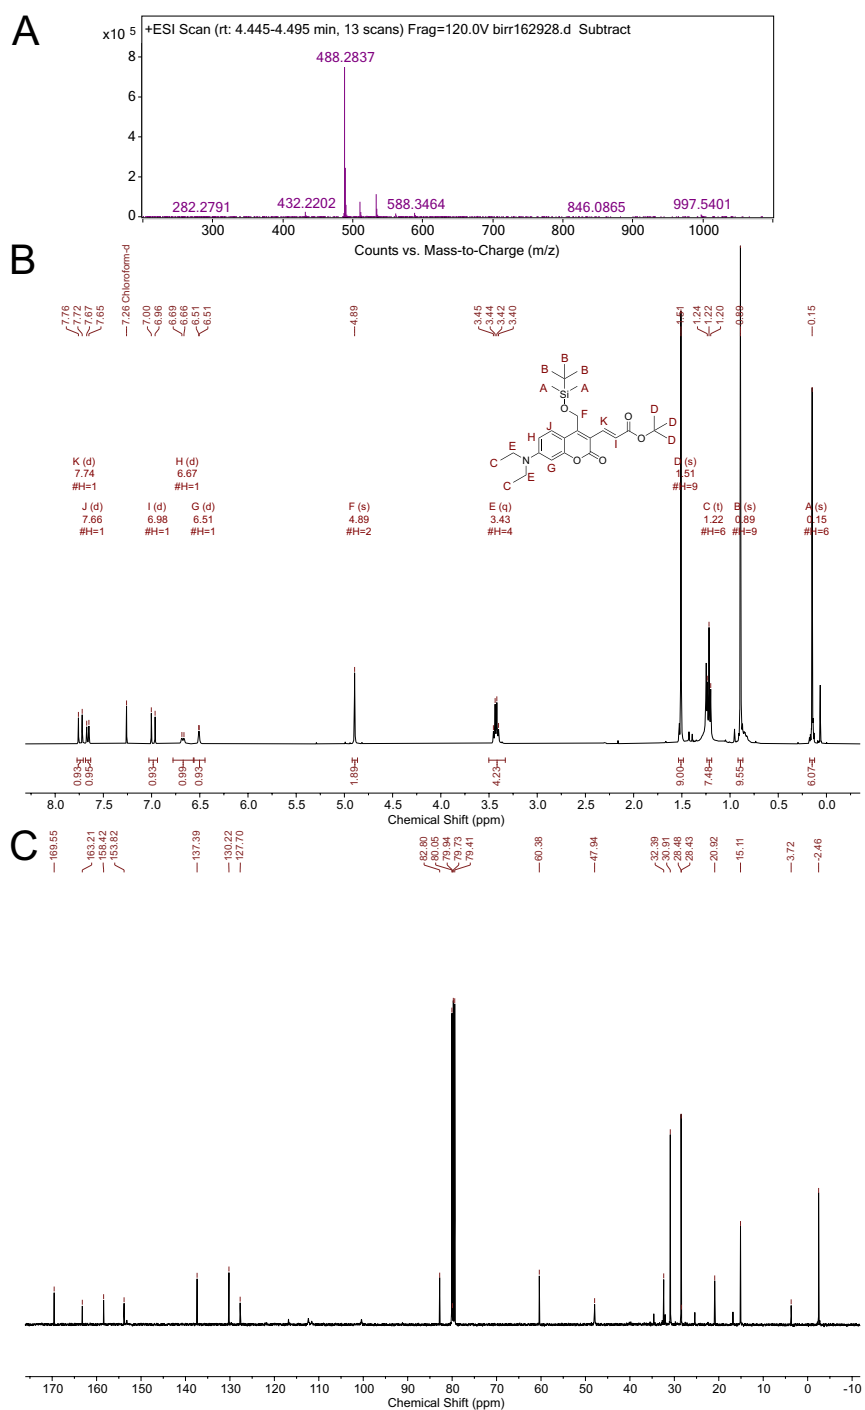 A
+ESI Scan (rt: 4.445-4.495 min, 13 scans) Frag=120.0V birr162928.d Subtract
x10 5
8
6
4
2
0
488.2837
282.2791 432.2202 588.3464 846.0865 997.5401
300 400 500 600 700 800 900 1000
Counts vs. Mass-to-Charge (m/z)
B
7.76 7.72 7.67 7.65 7.26 Chloroform-d 7.00 6.96 6.69 6.66 6.51 6.51 4.89 3.45 3.44 3.42 3.40 1.51 1.24 1.22 1.20 0.89 0.15
B
B B
A Si A
O F
J K O D
H D
E I O D
C N O O
E G
C
K (d) H (d) D (s)
7.74 6.67 1.51
#H=1 #H=1 #H=9
J (d) I (d) G (d) F (s) E (q) C (t) B (s) A (s)
7.66 6.98 6.51 4.89 3.43 1.22 0.89 0.15
#H=1 #H=1 #H=1 #H=2 #H=4 #H=6 #H=9 #H=6
0.93 0.95 0.93 0.99 0.93 1.89 4.23 9.00 7.48 9.55 6.07
8.0 7.5 7.0 6.5 6.0 5.5 5.0 4.5 4.0 3.5 3.0 2.5 2.0 1.5 1.0 0.5 0.0
Chemical Shift (ppm)
C
169.55 163.21 158.42 153.82 137.39 130.22 127.70 82.80 80.05 79.94 79.73 79.41 60.38 47.94 32.39 30.91 28.48 28.43 20.92 15.11 3.72 -2.46
170 160 150 140 130 120 110 100 90 80 70 60 50 40 30 20 10 0 -10
Chemical Shift (ppm)